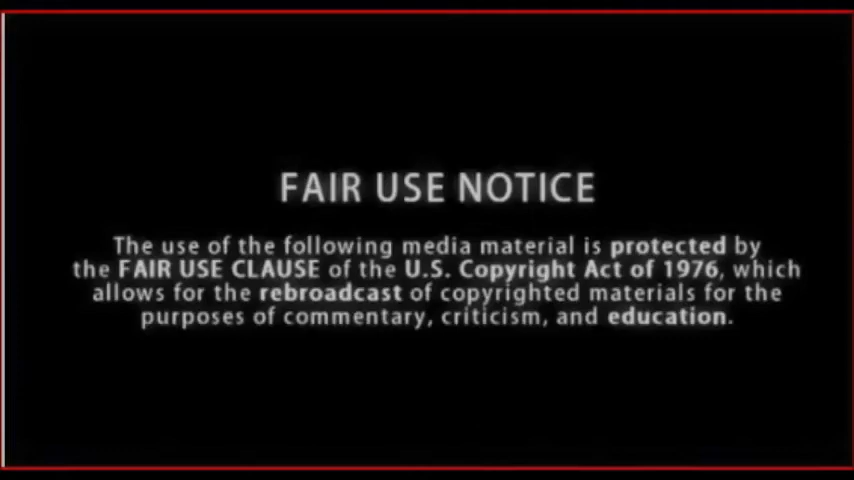 FAIR USE NOTICE
The use of the following media material is protected by
the FAIR USE CLAUSE of the U.S. Copyright Act of 1976, which
allows for the rebroadcast of copyrighted materials for the
purposes of commentary, criticism, and education.